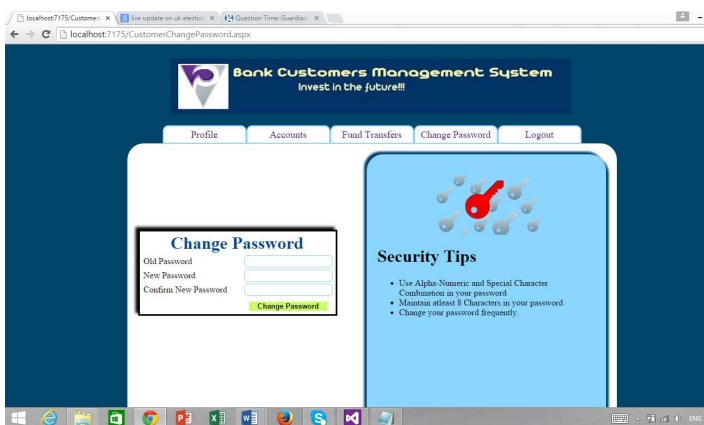 localhost:7175/Customer
live update on uk election
Question Time: Guardian
localhost:7175/CustomerChangePassword.aspx
Bank Customers Management System
Invest in the future!!!
Profile
Accounts
Fund Transfers
Change Password
Logout
Change Password
Old Password
New Password
Confirm New Password
Change Password
Security Tips
Use Alpha-Numeric and Special Character
Combination in your password
Maintain atleast 8 Characters in your password
Change your password frequently.
ENG